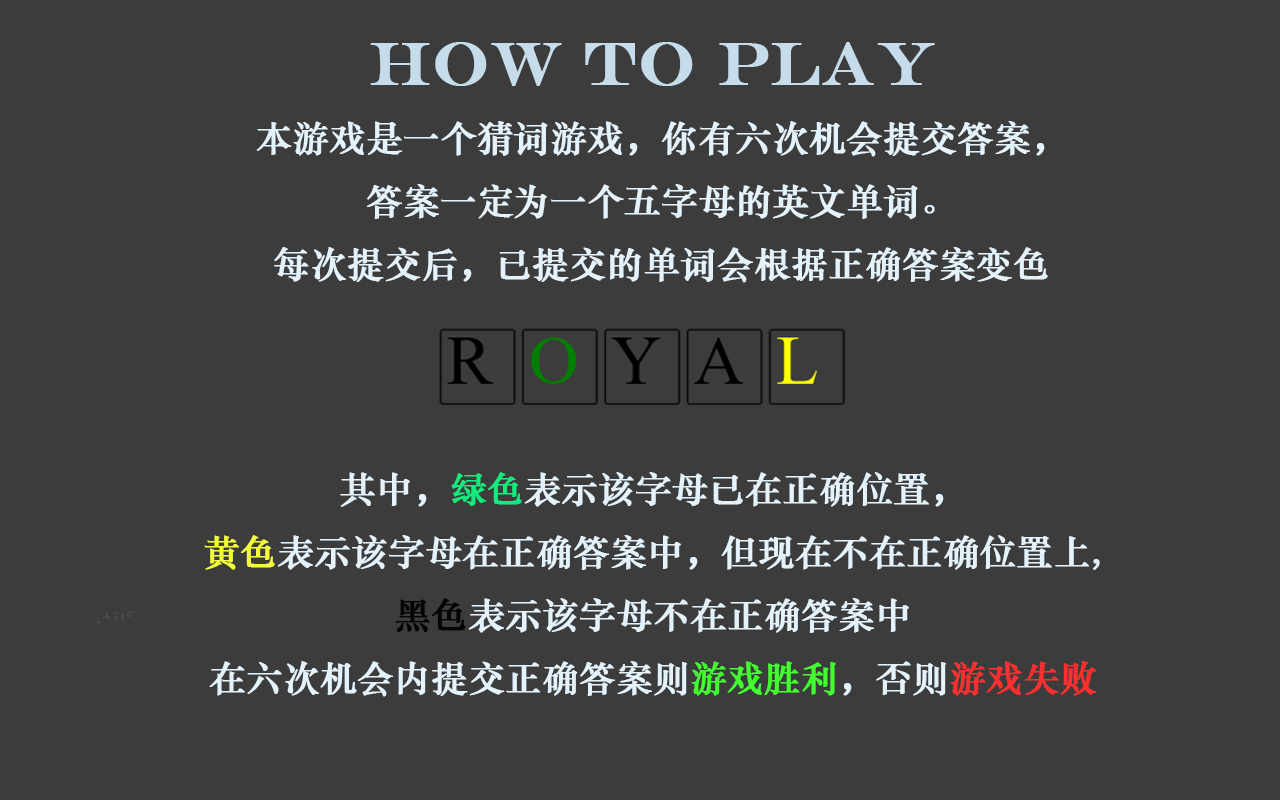 HOW TO PLAY
本游戏是一个猜词游戏，你有六次机会提交答案，
答案一定为一个五字母的英文单词。
每次提交后，已提交的单词会根据正确答案变色
R O Y A L
其中，绿色表示该字母已在正确位置，
黄色表示该字母在正确答案中，但现在不在正确位置上，
黑色表示该字母不在正确答案中
在六次机会内提交正确答案则游戏胜利，否则游戏失败